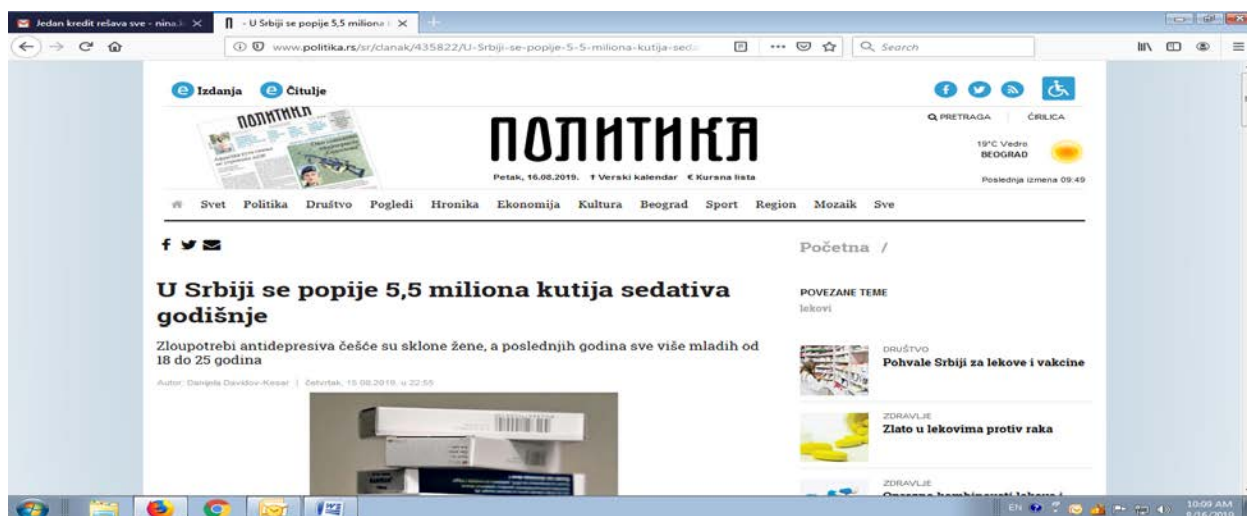 Jedan kredit rešava sve - nina.
- U Srbiji se popije 5,5 miliona
www.politika.rs/sr/clanak/435822/U-Srbiji-se-popije-5-5-miliona-kutija-seda
Search
Izdanja
Čitulje
ПОЛИТИКА
ПОЛИТИКА
PRETRAGA
ĆIRILICA
19°C Vedro
BEOGRAD
Petak, 16.08.2019. Verski kalendar € Kursna lista
Poslednja izmena 09:49
Svet Politika Društvo Pogledi Hronika Ekonomija Kultura Beograd Sport Region Mozaik Sve
Početna /
U Srbiji se popije 5,5 miliona kutija sedativa
godišnje
Zloupotrebi antidepresiva češće su sklone žene, a poslednjih godina sve više mladih od
18 do 25 godina
Autor: Danijela Davidov-Kesar | četvrtak, 15.08.2019. u 22:55
POVEZANE TEME
lekovi
DRUŠTVO
Pohvale Srbiji za lekove i vakcine
ZDRAVLJE
Zlato u lekovima protiv raka
ZDRAVLJE
EN
10:09 AM
8/16/2019